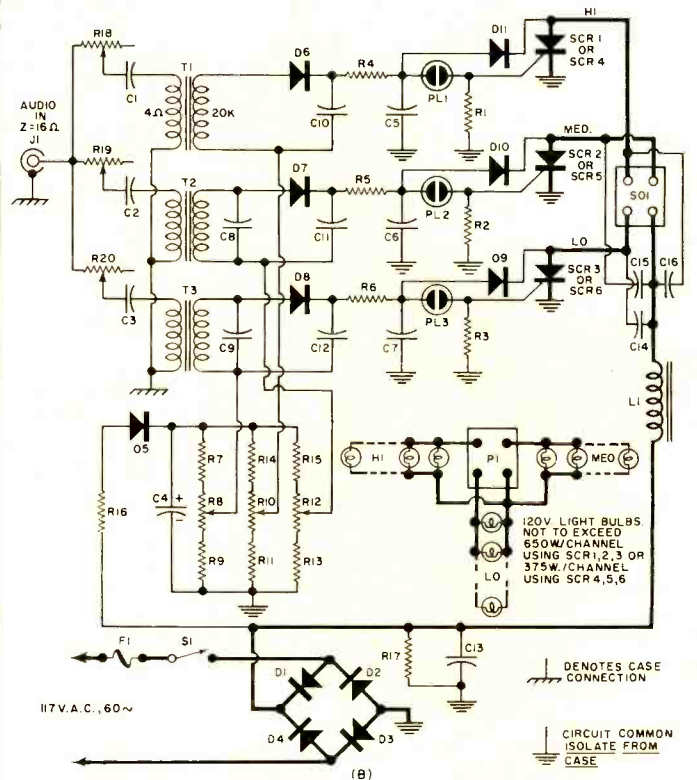 R18
C1
T1
4Ω
20K
D6
R4
C10
C5
PL1
R1
D11
HI
SCR 1
OR
SCR 4
AUDIO
IN
Z=16Ω
J1
R19
C2
T2
C8
D7
R5
C11
C6
PL2
R2
D10
MED.
SCR 2
OR
SCR 5
SO1
C15
C16
C14
R20
C3
T3
C9
D8
R6
C12
C7
PL3
R3
O9
LO
SCR 3
OR
SCR 6
L1
O5
R16
C4
+
−
R7
R8
R9
R14
R10
R11
R15
R12
R13
HI
P1
MEO
LO
120V LIGHT BULBS.
NOT TO EXCEED
650W/CHANNEL
USING SCR1,2,3 OR
375W./CHANNEL
USING SCR 4,5,6
F1
S1
117V.A.C., 60~
D1
D2
D4
D3
R17
C13
DENOTES CASE
CONNECTION
CIRCUIT COMMON
ISOLATE FROM
CASE
(B)